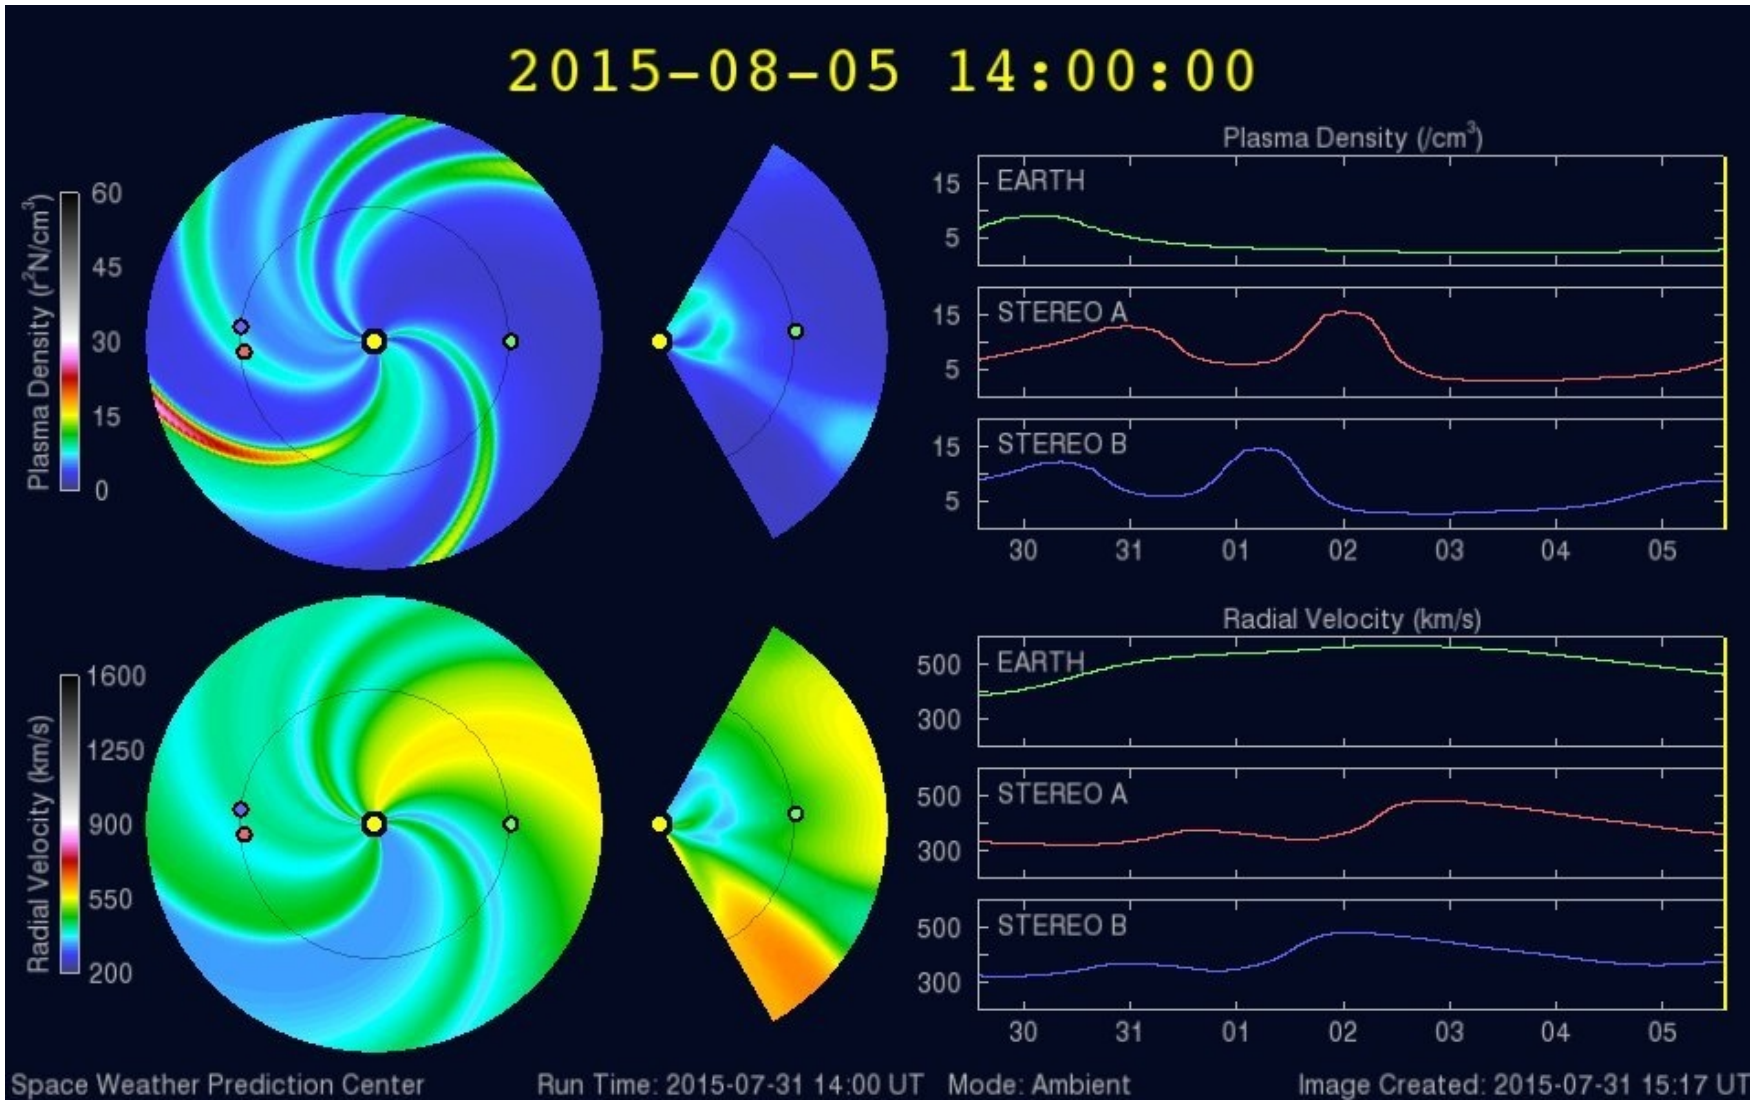 2015-08-05 14:00:00
Plasma Density (r²N/cm³)
60
45
30
15
0
Plasma Density (/cm³)
EARTH
15
5
STEREO A
15
5
STEREO B
15
5
30 31 01 02 03 04 05
Radial Velocity (km/s)
1600
1250
900
550
200
Radial Velocity (km/s)
EARTH
500
300
STEREO A
500
300
STEREO B
500
300
30 31 01 02 03 04 05
Space Weather Prediction Center Run Time: 2015-07-31 14:00 UT Mode: Ambient Image Created: 2015-07-31 15:17 UT